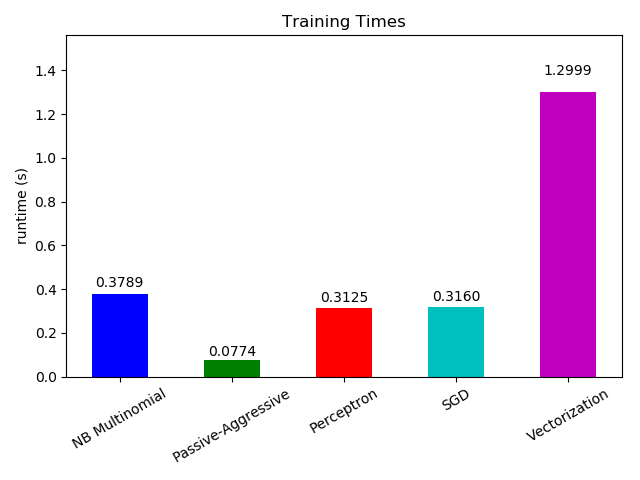 Training Times
runtime (s)
1.4
1.2
1.0
0.8
0.6
0.4
0.2
0.0
0.3789
0.0774
0.3125
0.3160
1.2999
NB Multinomial
Passive-Aggressive
Perceptron
SGD
Vectorization